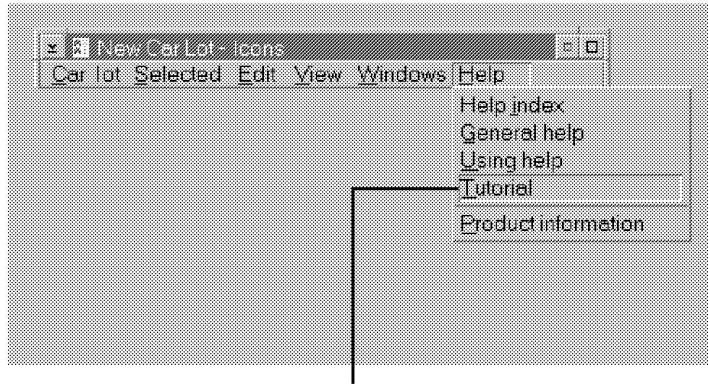 New Car Lot - Icons
Car lot Selected Edit View Windows Help
Help index
General help
Using help
Tutorial
Product information